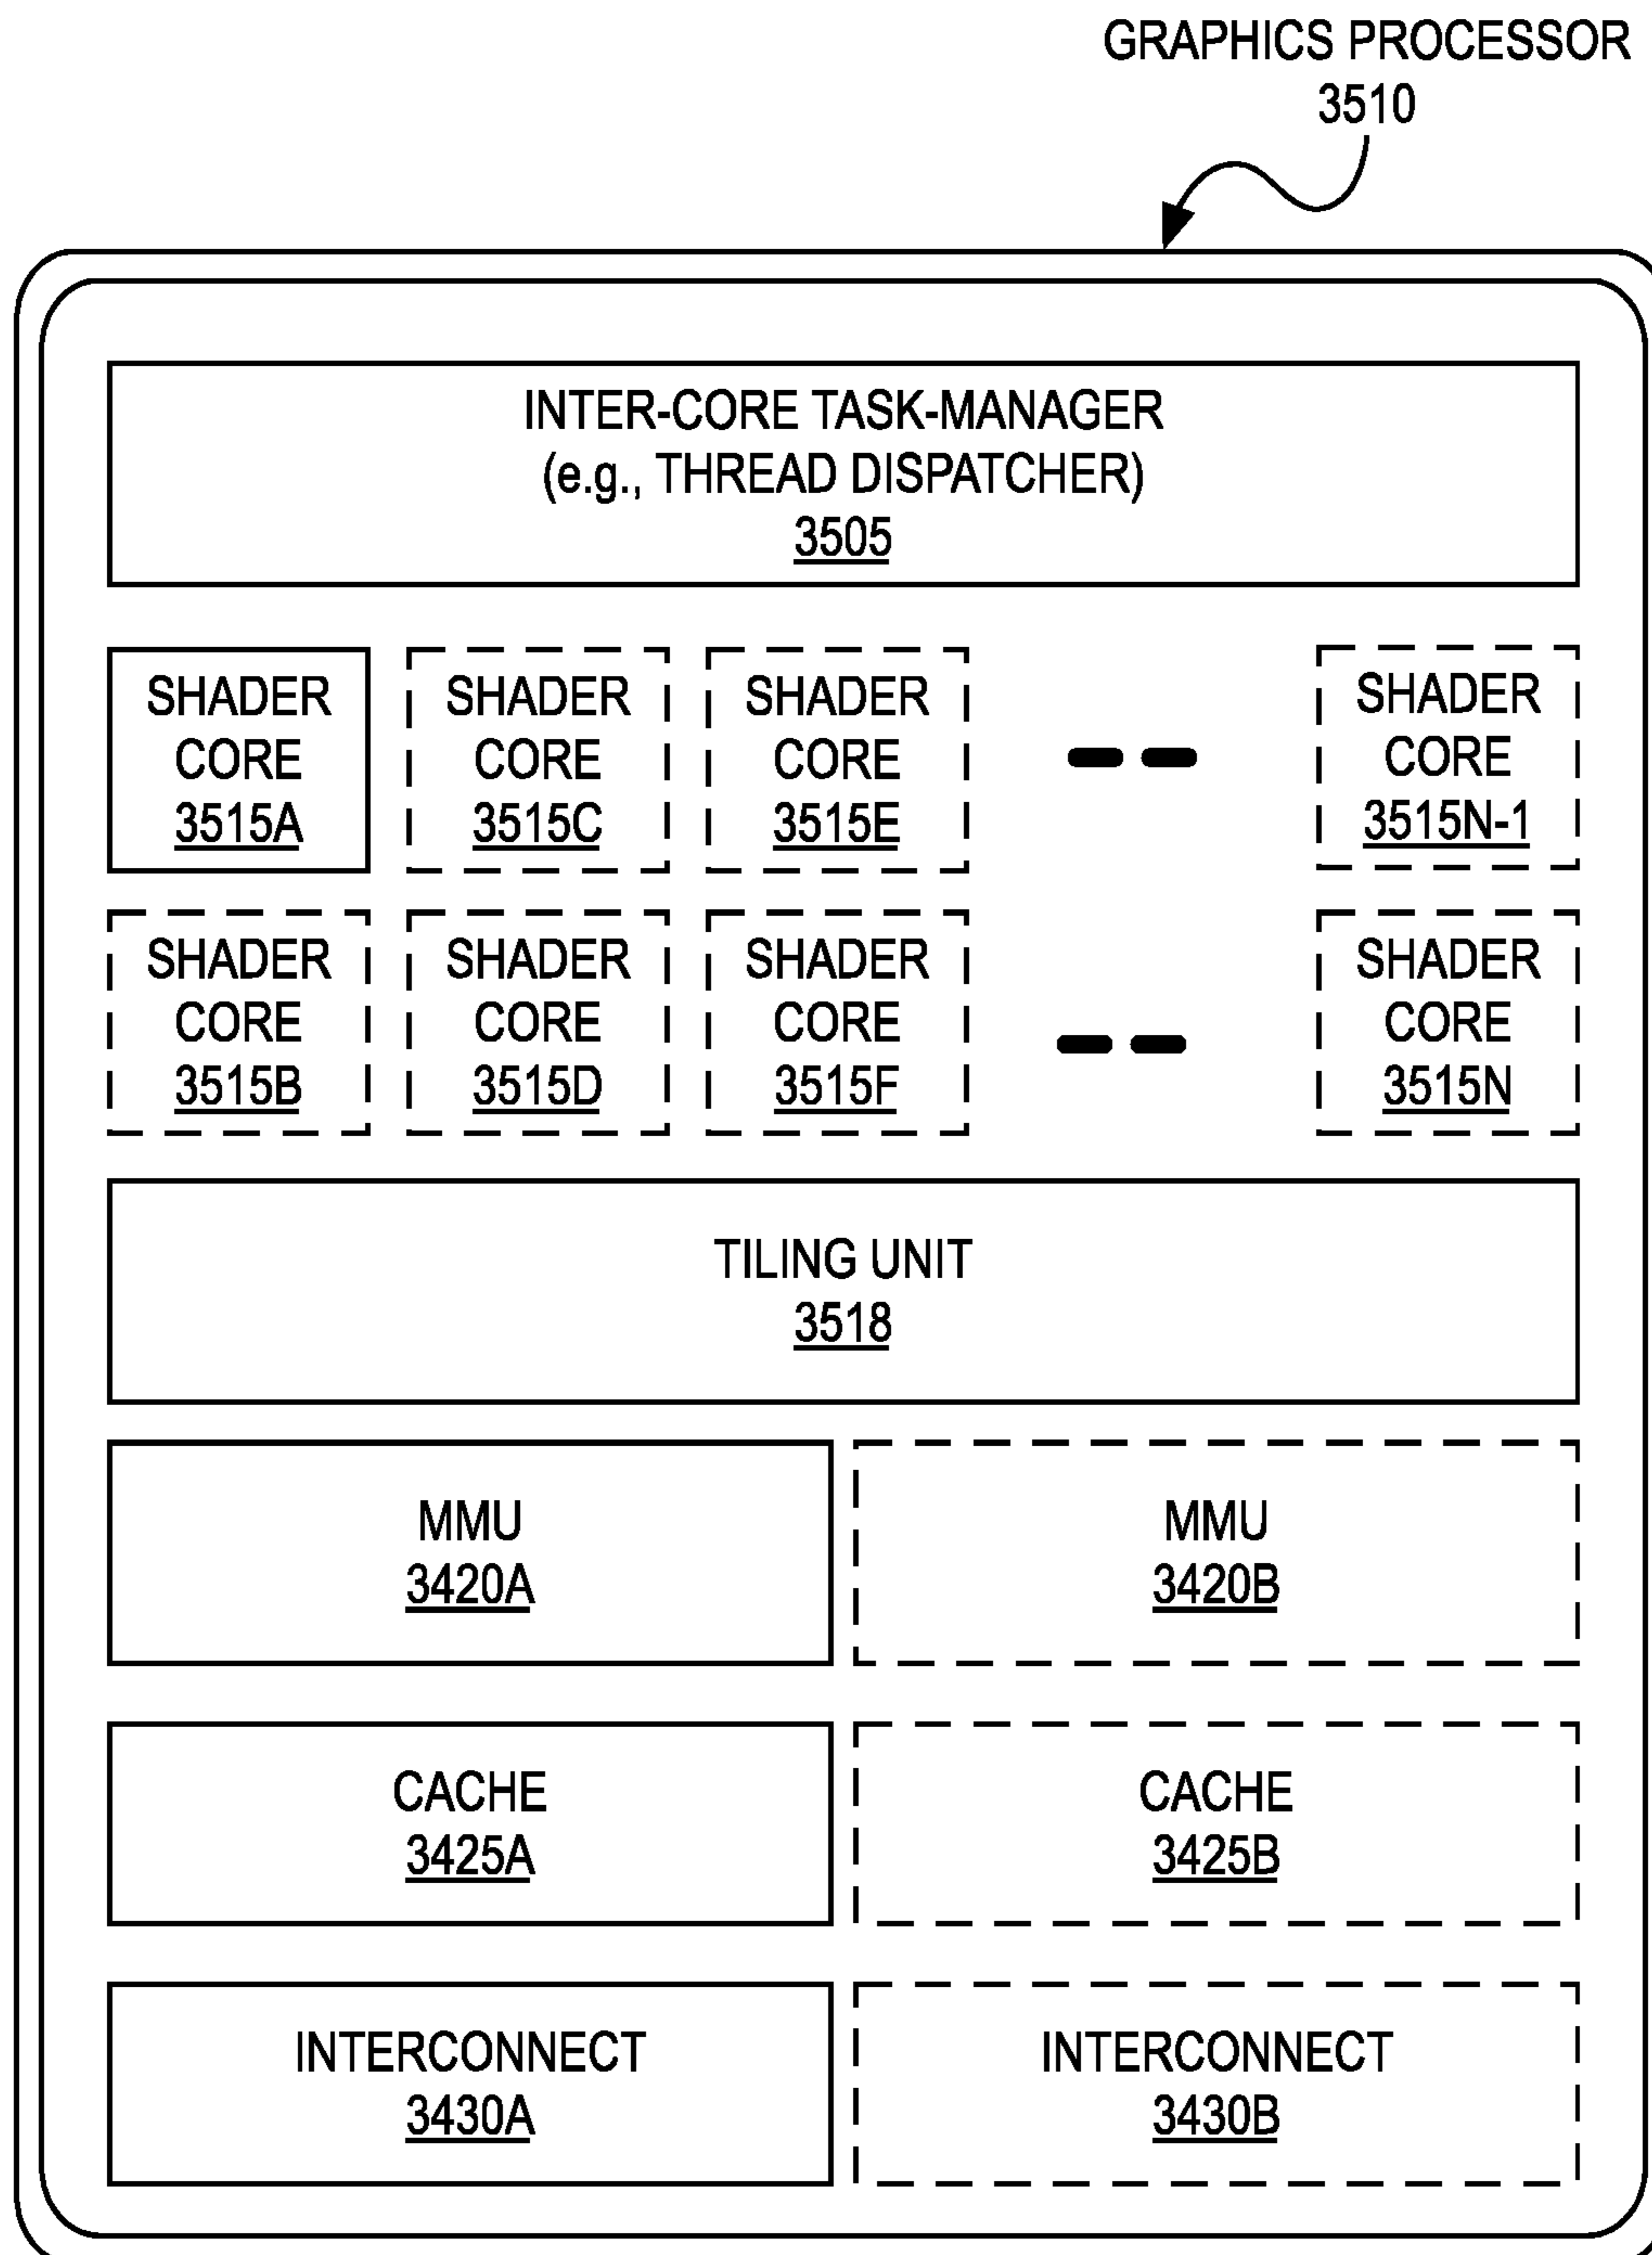 GRAPHICS PROCESSOR
3510
INTER-CORE TASK-MANAGER
(e.g., THREAD DISPATCHER)
3505
SHADER
CORE
3515A
SHADER
CORE
3515C
SHADER
CORE
3515E
SHADER
CORE
3515N-1
SHADER
CORE
3515B
SHADER
CORE
3515D
SHADER
CORE
3515F
SHADER
CORE
3515N
TILING UNIT
3518
MMU
3420A
MMU
3420B
CACHE
3425A
CACHE
3425B
INTERCONNECT
3430A
INTERCONNECT
3430B